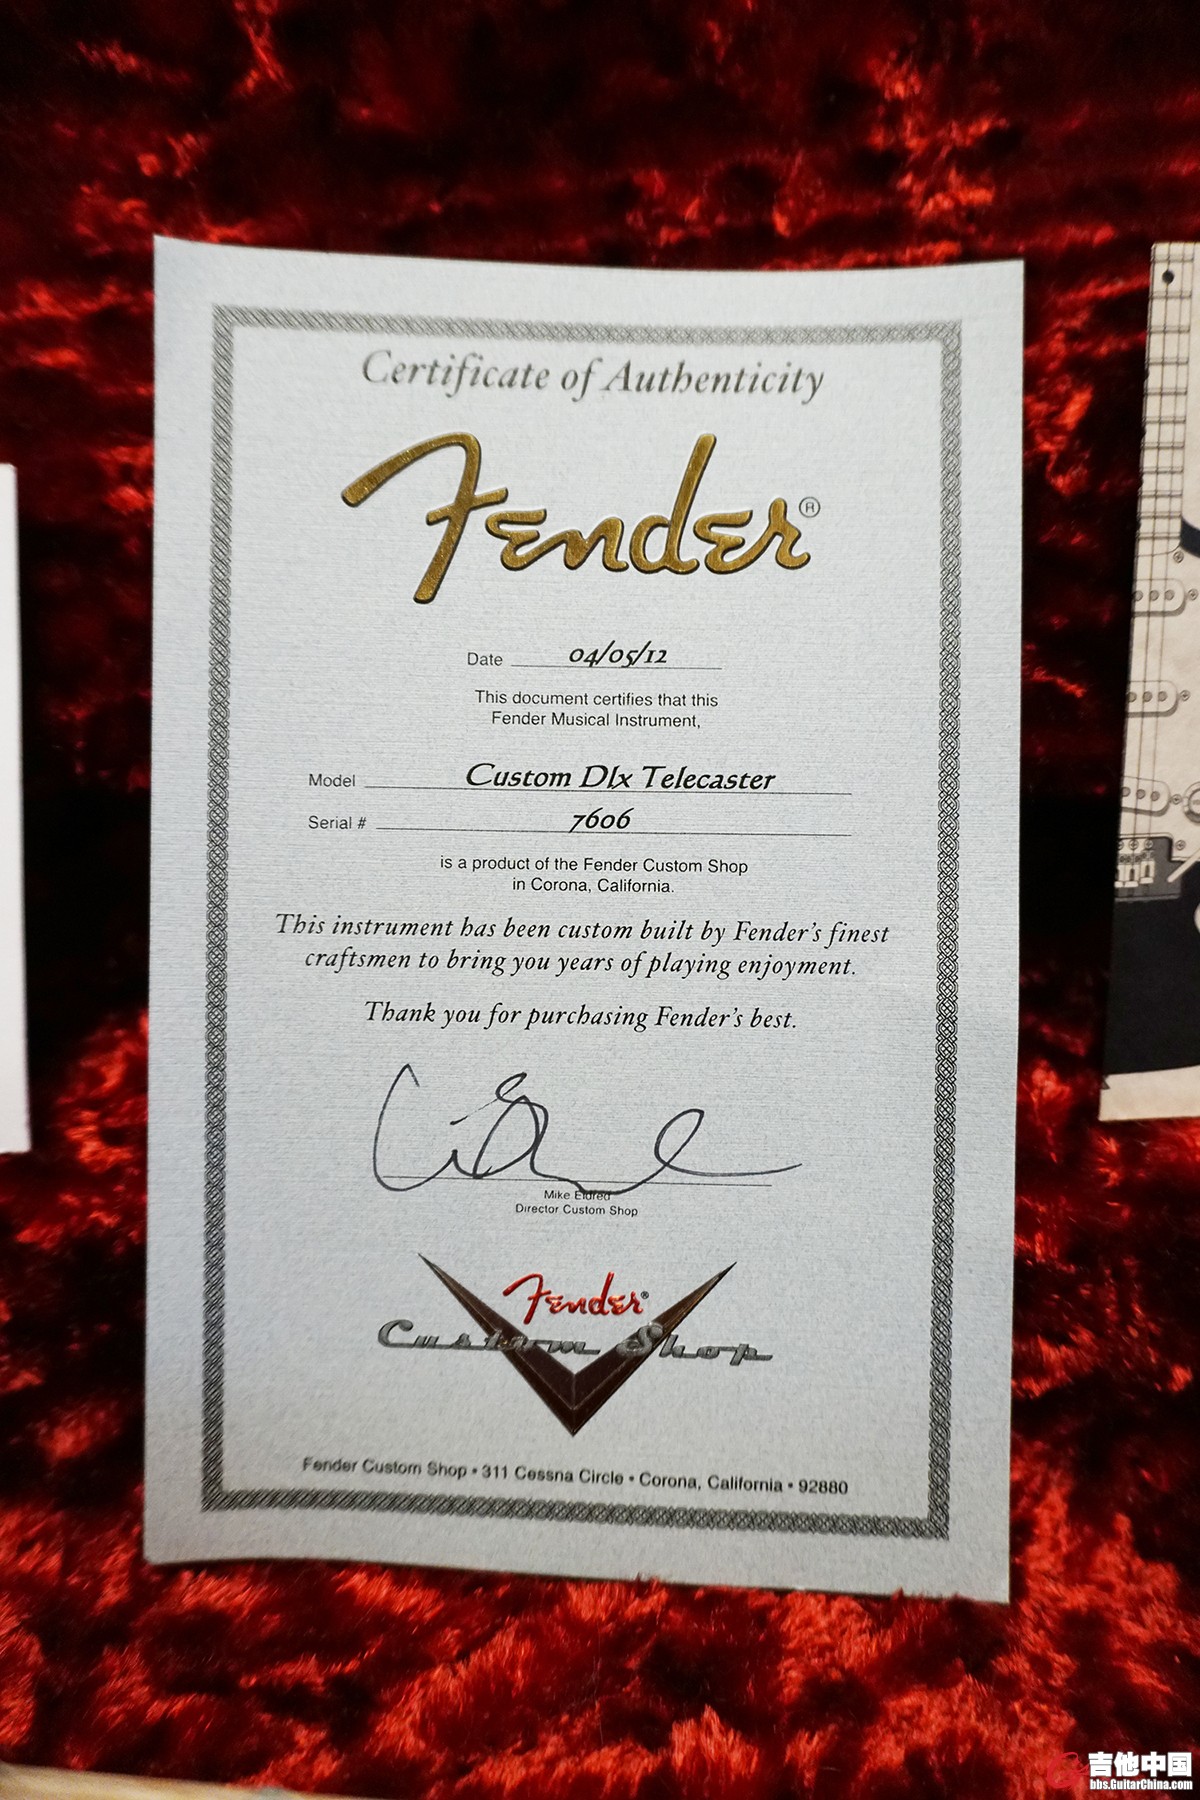 Certificate of Authenticity
Fender®
Date 04/05/12
This document certifies that this
Fender Musical Instrument,
Model Custom Dlx Telecaster
Serial # 7606
is a product of the Fender Custom Shop
in Corona, California.
This instrument has been custom built by Fender's finest
craftsmen to bring you years of playing enjoyment.
Thank you for purchasing Fender's best.
Mike Eldred
Director Custom Shop
Fender®
Custom Shop
Fender Custom Shop • 311 Cessna Circle • Corona, California • 92880
吉他中国
bbs.GuitarChina.com